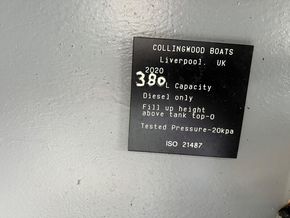 COLLINGWOOD BOATS
Liverpool. UK
2020
380 L Capacity
Diesel only
Fill up height
above tank top-0
Tested Pressure-20kpa
ISO 21487